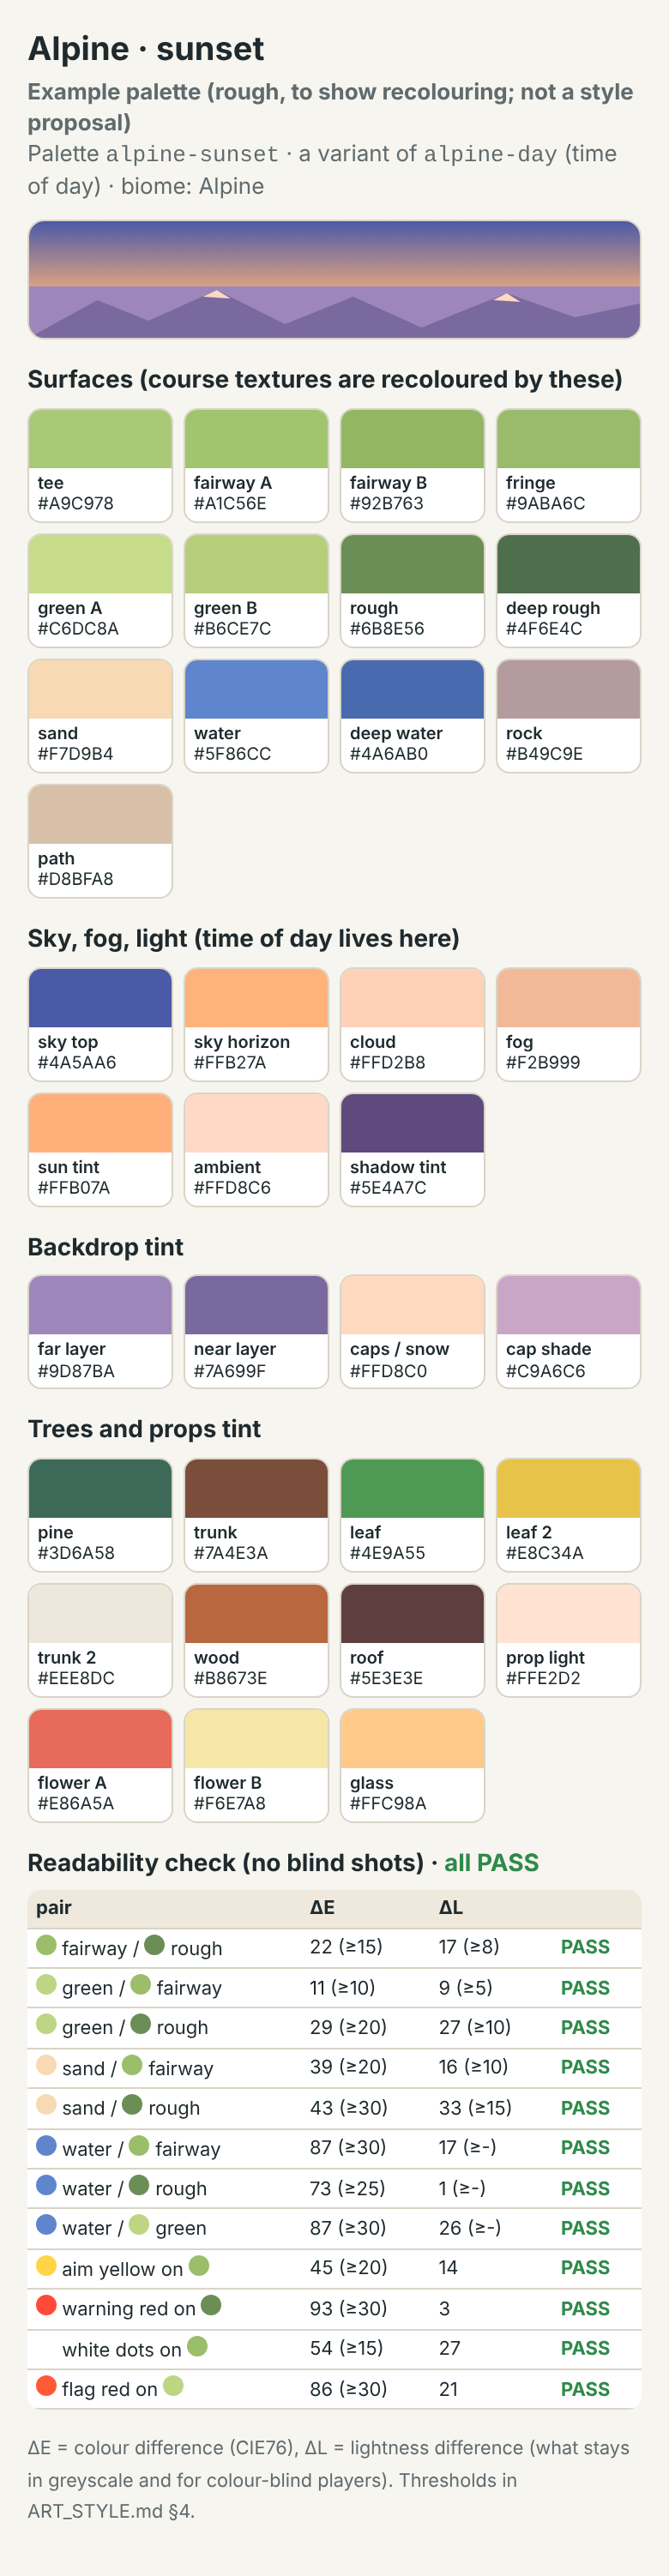 Alpine · sunset
Example palette (rough, to show recolouring; not a style
proposal)
Palette alpine-sunset · a variant of alpine-day (time
of day) · biome: Alpine
Surfaces (course textures are recoloured by these)
tee
#A9C978
fairway A
#A1C56E
fairway B
#92B763
fringe
#9ABA6C
green A
#C6DC8A
green B
#B6CE7C
rough
#6B8E56
deep rough
#4F6E4C
sand
#F7D9B4
water
#5F86CC
deep water
#4A6AB0
rock
#B49C9E
path
#D8BFA8
Sky, fog, light (time of day lives here)
sky top
#4A5AA6
sky horizon
#FFB27A
cloud
#FFD2B8
fog
#F2B999
sun tint
#FFB07A
ambient
#FFD8C6
shadow tint
#5E4A7C
Backdrop tint
far layer
#9D87BA
near layer
#7A699F
caps / snow
#FFD8C0
cap shade
#C9A6C6
Trees and props tint
pine
#3D6A58
trunk
#7A4E3A
leaf
#4E9A55
leaf 2
#E8C34A
trunk 2
#EEE8DC
wood
#B8673E
roof
#5E3E3E
prop light
#FFE2D2
flower A
#E86A5A
flower B
#F6E7A8
glass
#FFC98A
Readability check (no blind shots) · all PASS
pair ΔE ΔL
fairway / rough 22 (≥15) 17 (≥8) PASS
green / fairway 11 (≥10) 9 (≥5) PASS
green / rough 29 (≥20) 27 (≥10) PASS
sand / fairway 39 (≥20) 16 (≥10) PASS
sand / rough 43 (≥30) 33 (≥15) PASS
water / fairway 87 (≥30) 17 (≥-) PASS
water / rough 73 (≥25) 1 (≥-) PASS
water / green 87 (≥30) 26 (≥-) PASS
aim yellow on 45 (≥20) 14 PASS
warning red on 93 (≥30) 3 PASS
white dots on 54 (≥15) 27 PASS
flag red on 86 (≥30) 21 PASS
ΔE = colour difference (CIE76), ΔL = lightness difference (what stays
in greyscale and for colour-blind players). Thresholds in
ART_STYLE.md §4.